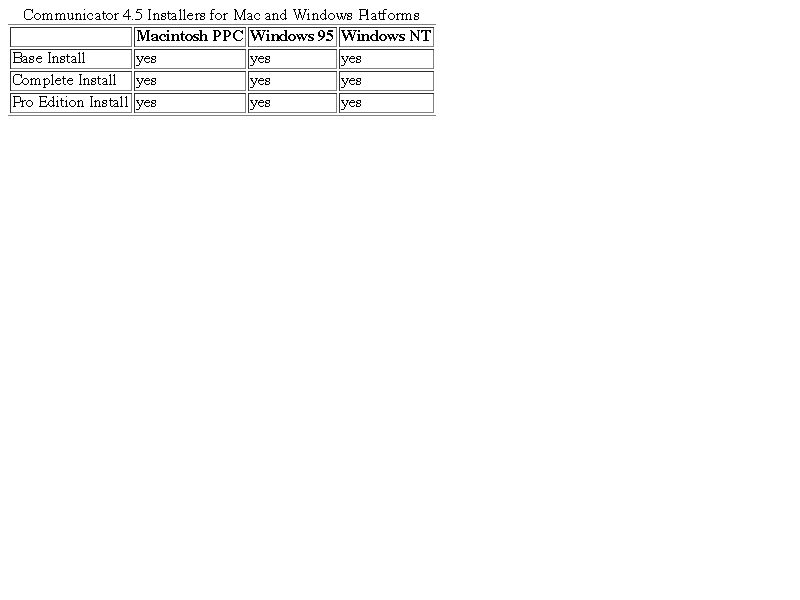 Communicator 4.5 Installers for Mac and Windows Platforms
Macintosh PPC Windows 95 Windows NT
Base Install yes yes yes
Complete Install yes yes yes
Pro Edition Install yes yes yes